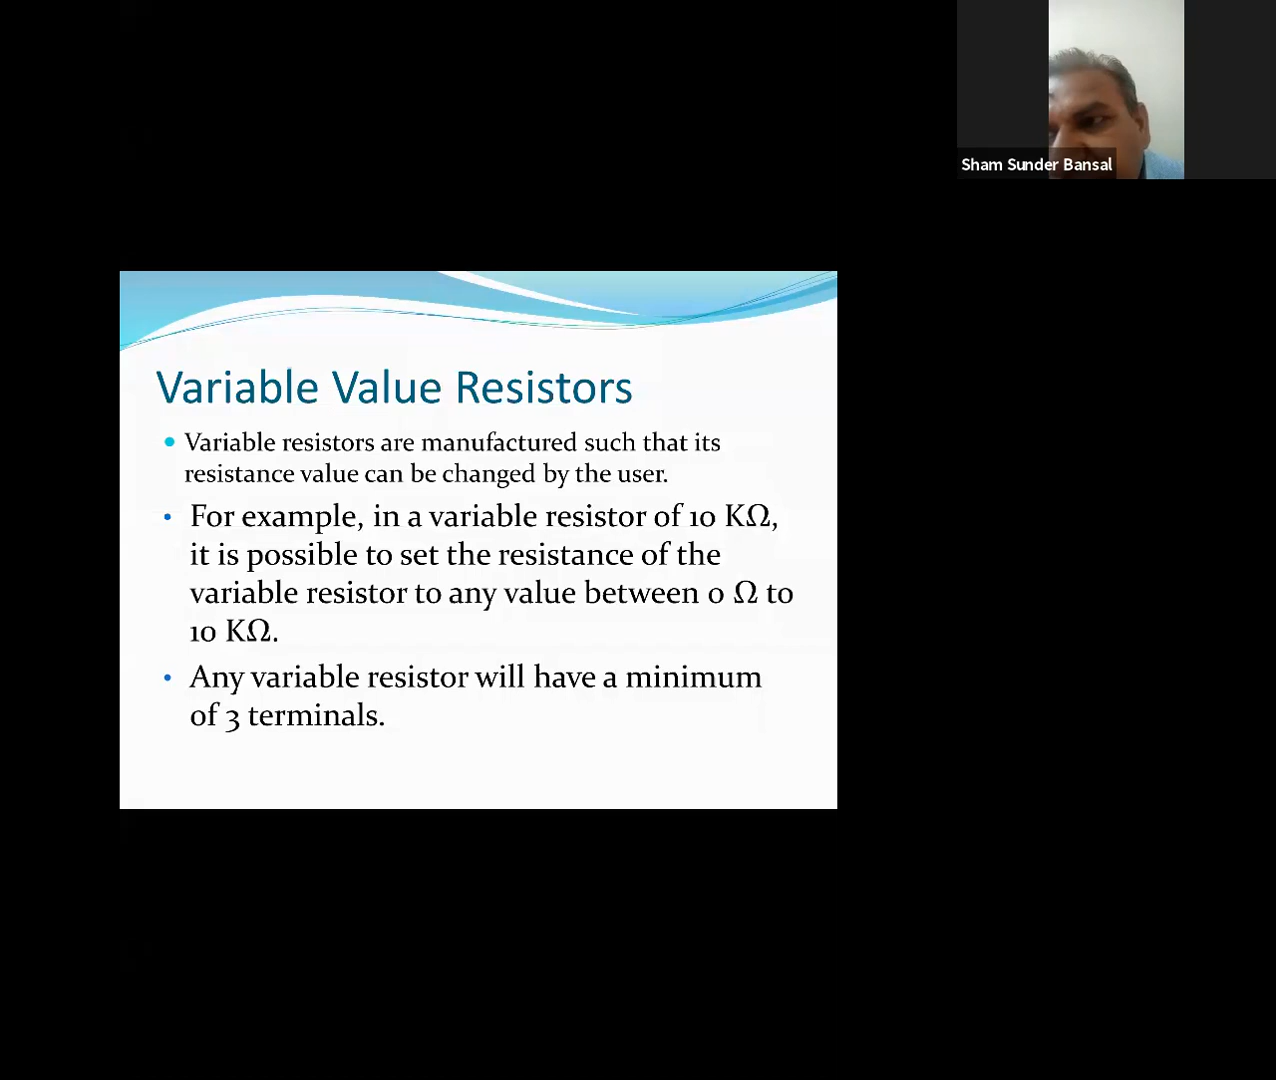 Sham Sunder Bansal
Variable Value Resistors
Variable resistors are manufactured such that its
resistance value can be changed by the user.
For example, in a variable resistor of 10 KΩ,
it is possible to set the resistance of the
variable resistor to any value between 0 Ω to
10 KΩ.
Any variable resistor will have a minimum
of 3 terminals.